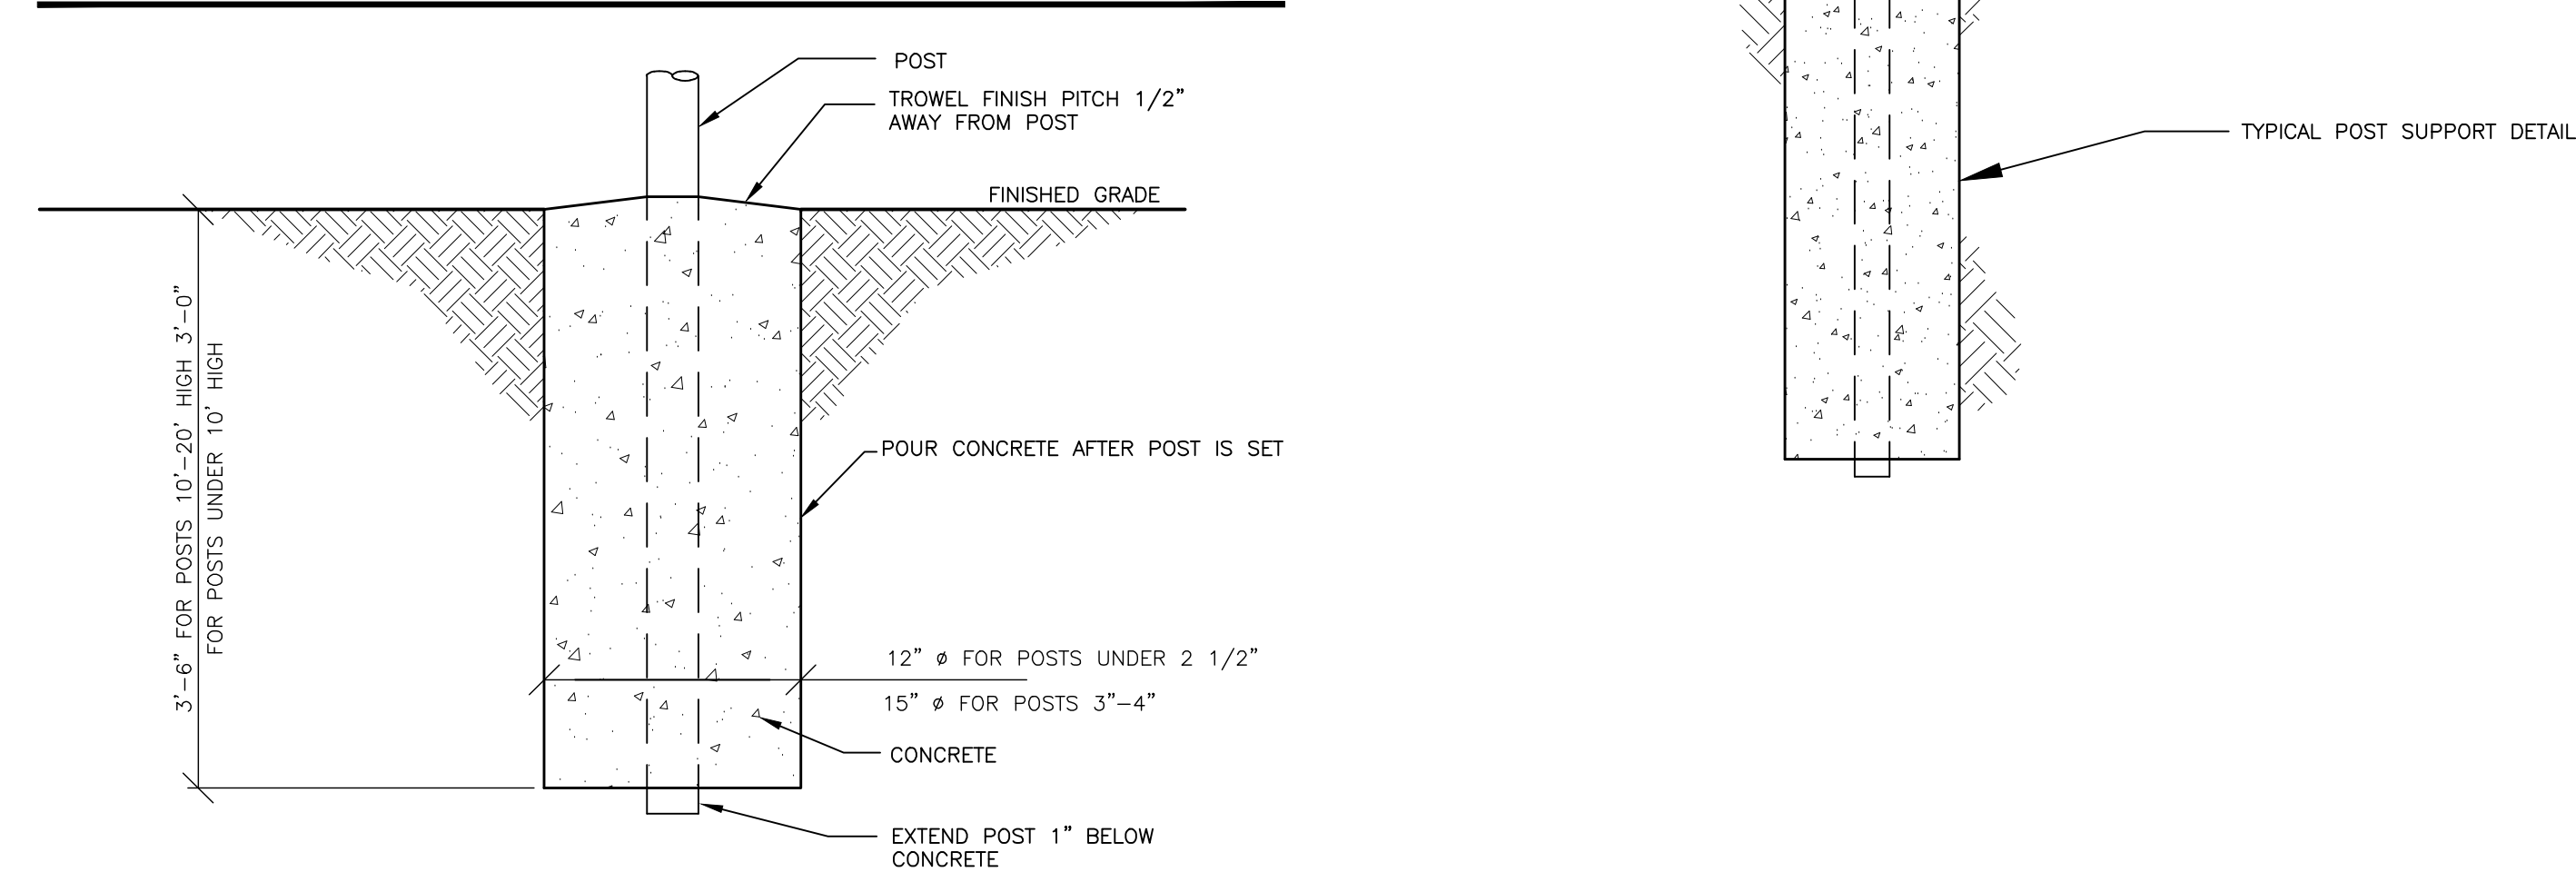 POST
TROWEL FINISH PITCH 1/2"
AWAY FROM POST
FINISHED GRADE
TYPICAL POST SUPPORT DETAIL
3'-6" FOR POSTS 10'-20' HIGH 3'-0"
FOR POSTS UNDER 10' HIGH
POUR CONCRETE AFTER POST IS SET
12" ø FOR POSTS UNDER 2 1/2"
15" ø FOR POSTS 3"-4"
CONCRETE
EXTEND POST 1" BELOW
CONCRETE